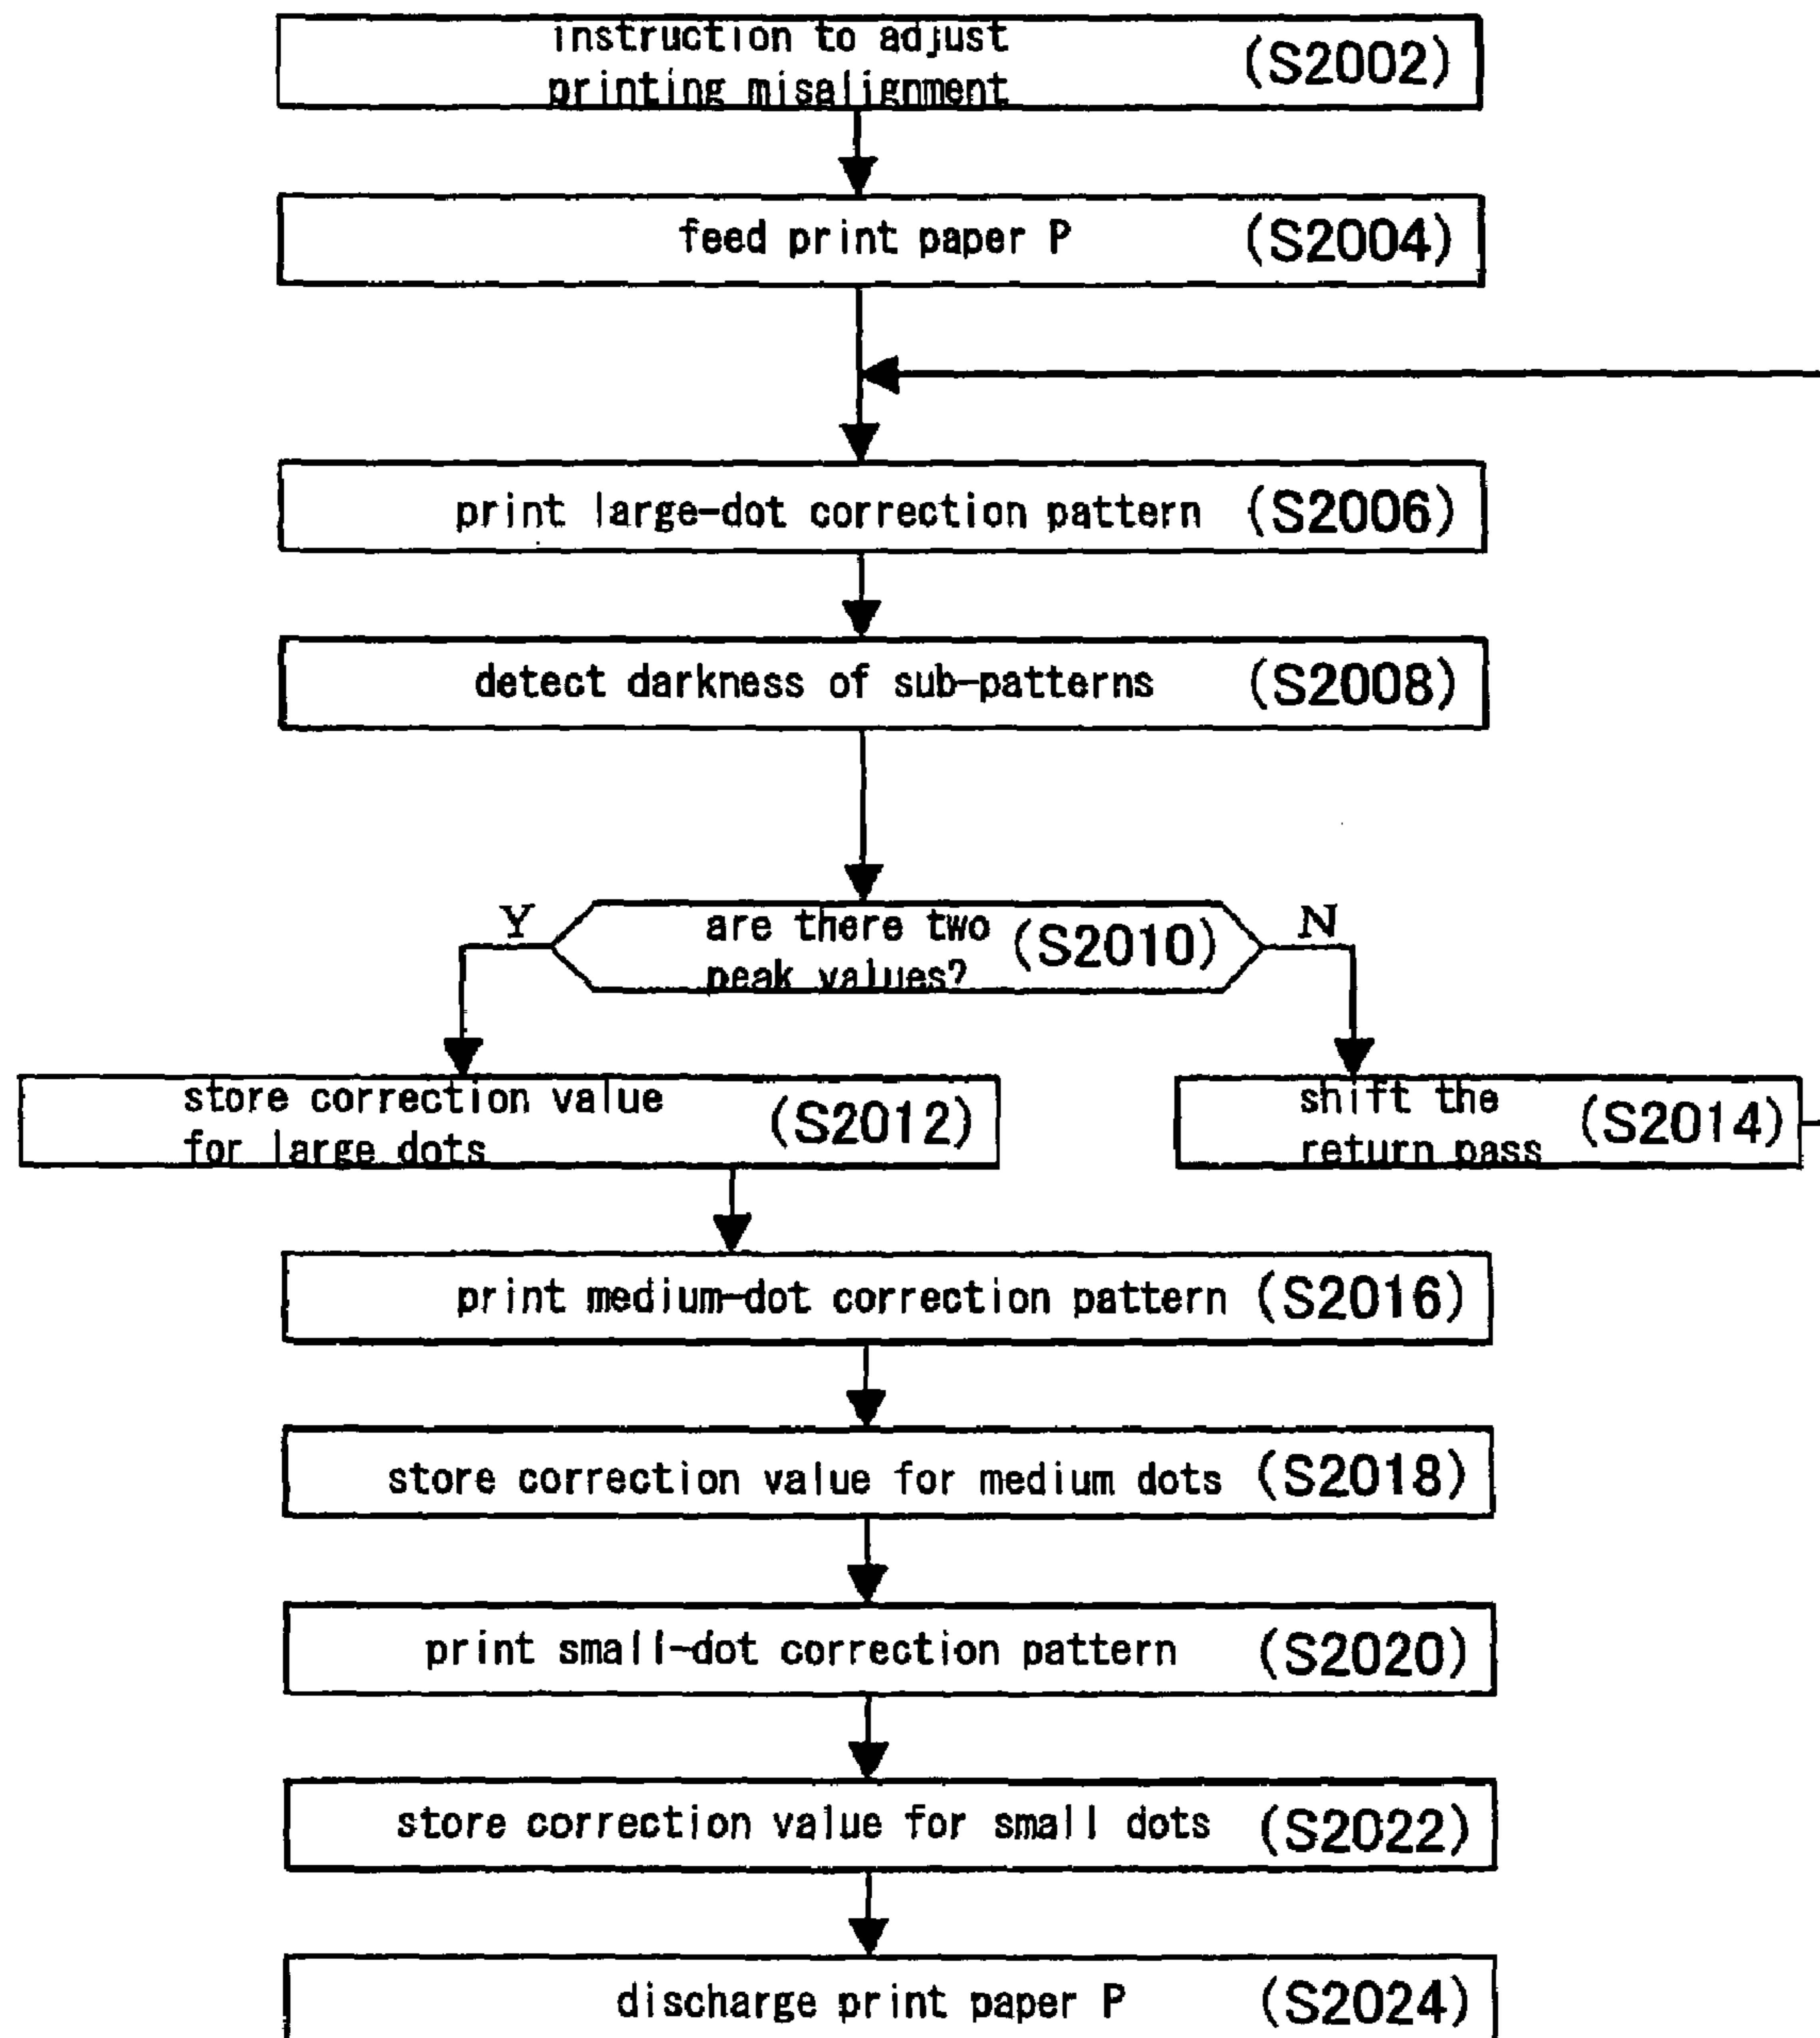 instruction to adjust
printing misalignment
(S2002)
feed print paper P (S2004)
print large-dot correction pattern (S2006)
detect darkness of sub-patterns (S2008)
Y
are there two
peak values?
(S2010)
N
store correction value
for large dots
(S2012)
shift the
return pass
(S2014)
print medium-dot correction pattern (S2016)
store correction value for medium dots (S2018)
print small-dot correction pattern (S2020)
store correction value for small dots (S2022)
discharge print paper P (S2024)